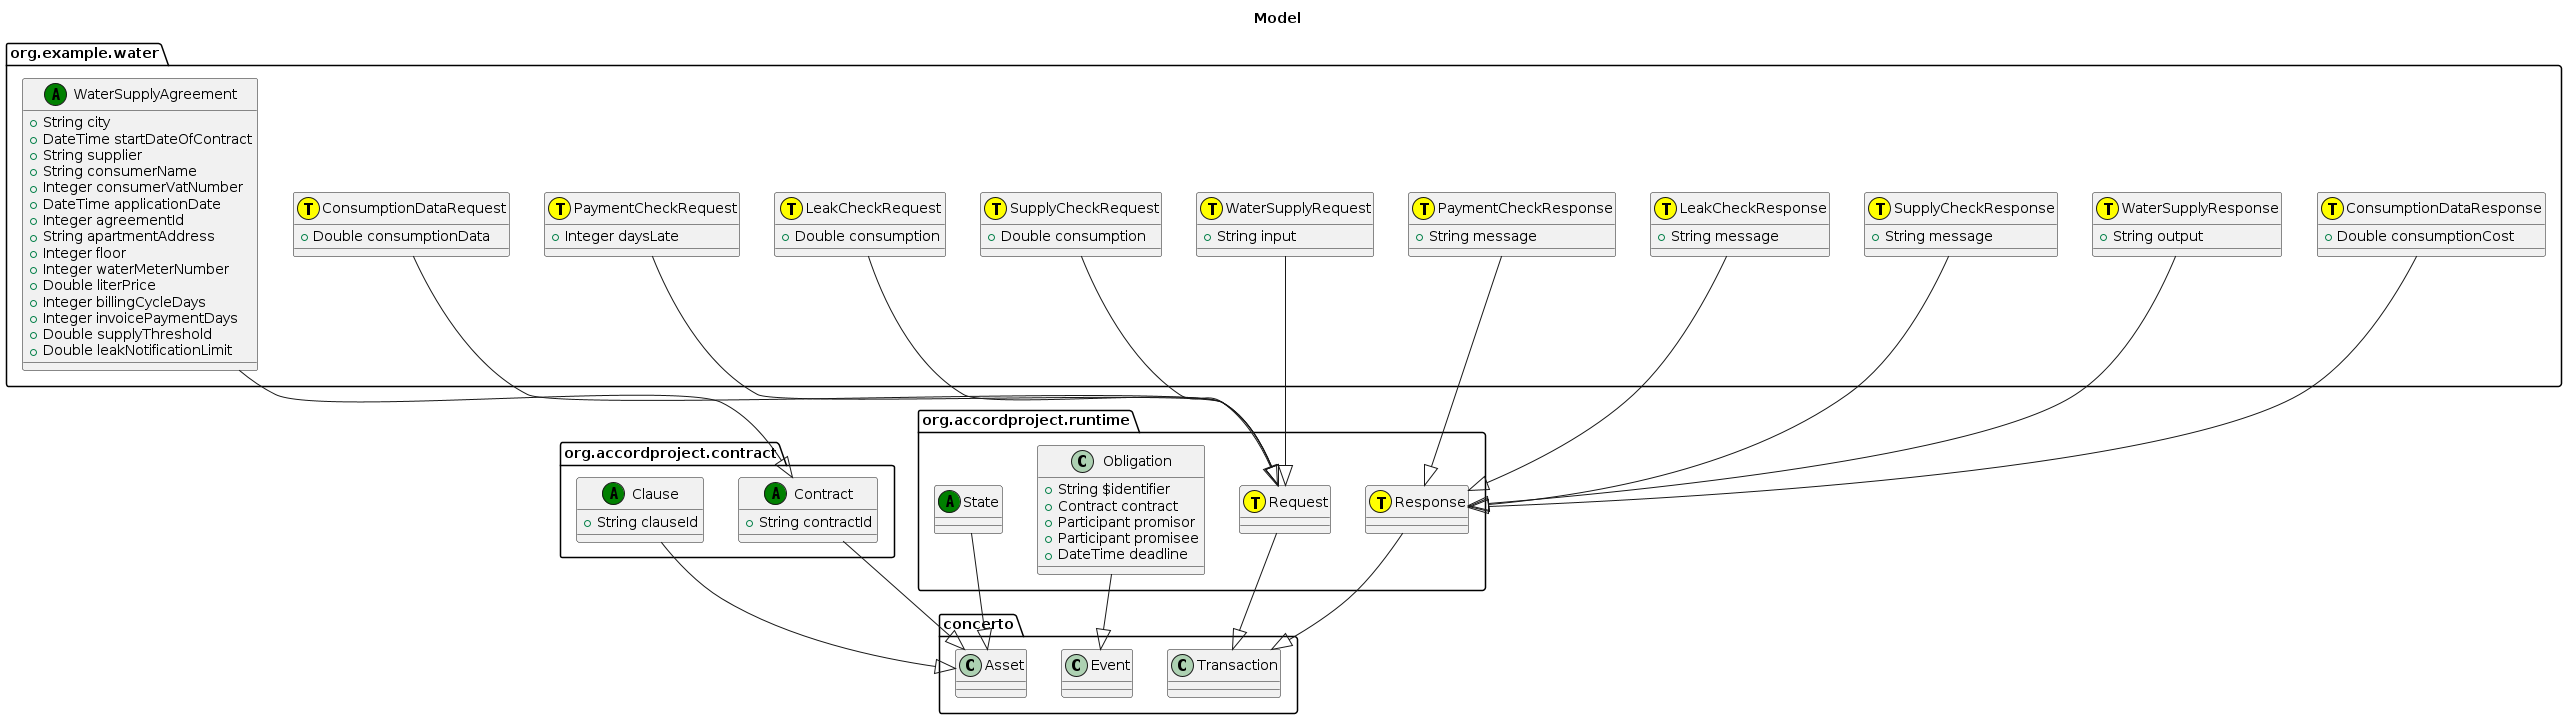 Model
org.example.water
A WaterSupplyAgreement
String city
DateTime startDateOfContract
String supplier
String consumerName
Integer consumerVatNumber
DateTime applicationDate
Integer agreementId
String apartmentAddress
Integer floor
Integer waterMeterNumber
Double literPrice
Integer billingCycleDays
Integer invoicePaymentDays
Double supplyThreshold
Double leakNotificationLimit
T ConsumptionDataRequest
Double consumptionData
T PaymentCheckRequest
Integer daysLate
T LeakCheckRequest
Double consumption
T SupplyCheckRequest
Double consumption
T WaterSupplyRequest
String input
T PaymentCheckResponse
String message
T LeakCheckResponse
String message
T SupplyCheckResponse
String message
T WaterSupplyResponse
String output
T ConsumptionDataResponse
Double consumptionCost
org.accordproject.contract
A Clause
String clauseId
A Contract
String contractId
org.accordproject.runtime
A State
C Obligation
String $identifier
Contract contract
Participant promisor
Participant promisee
DateTime deadline
T Request
T Response
concerto
C Asset
C Event
C Transaction